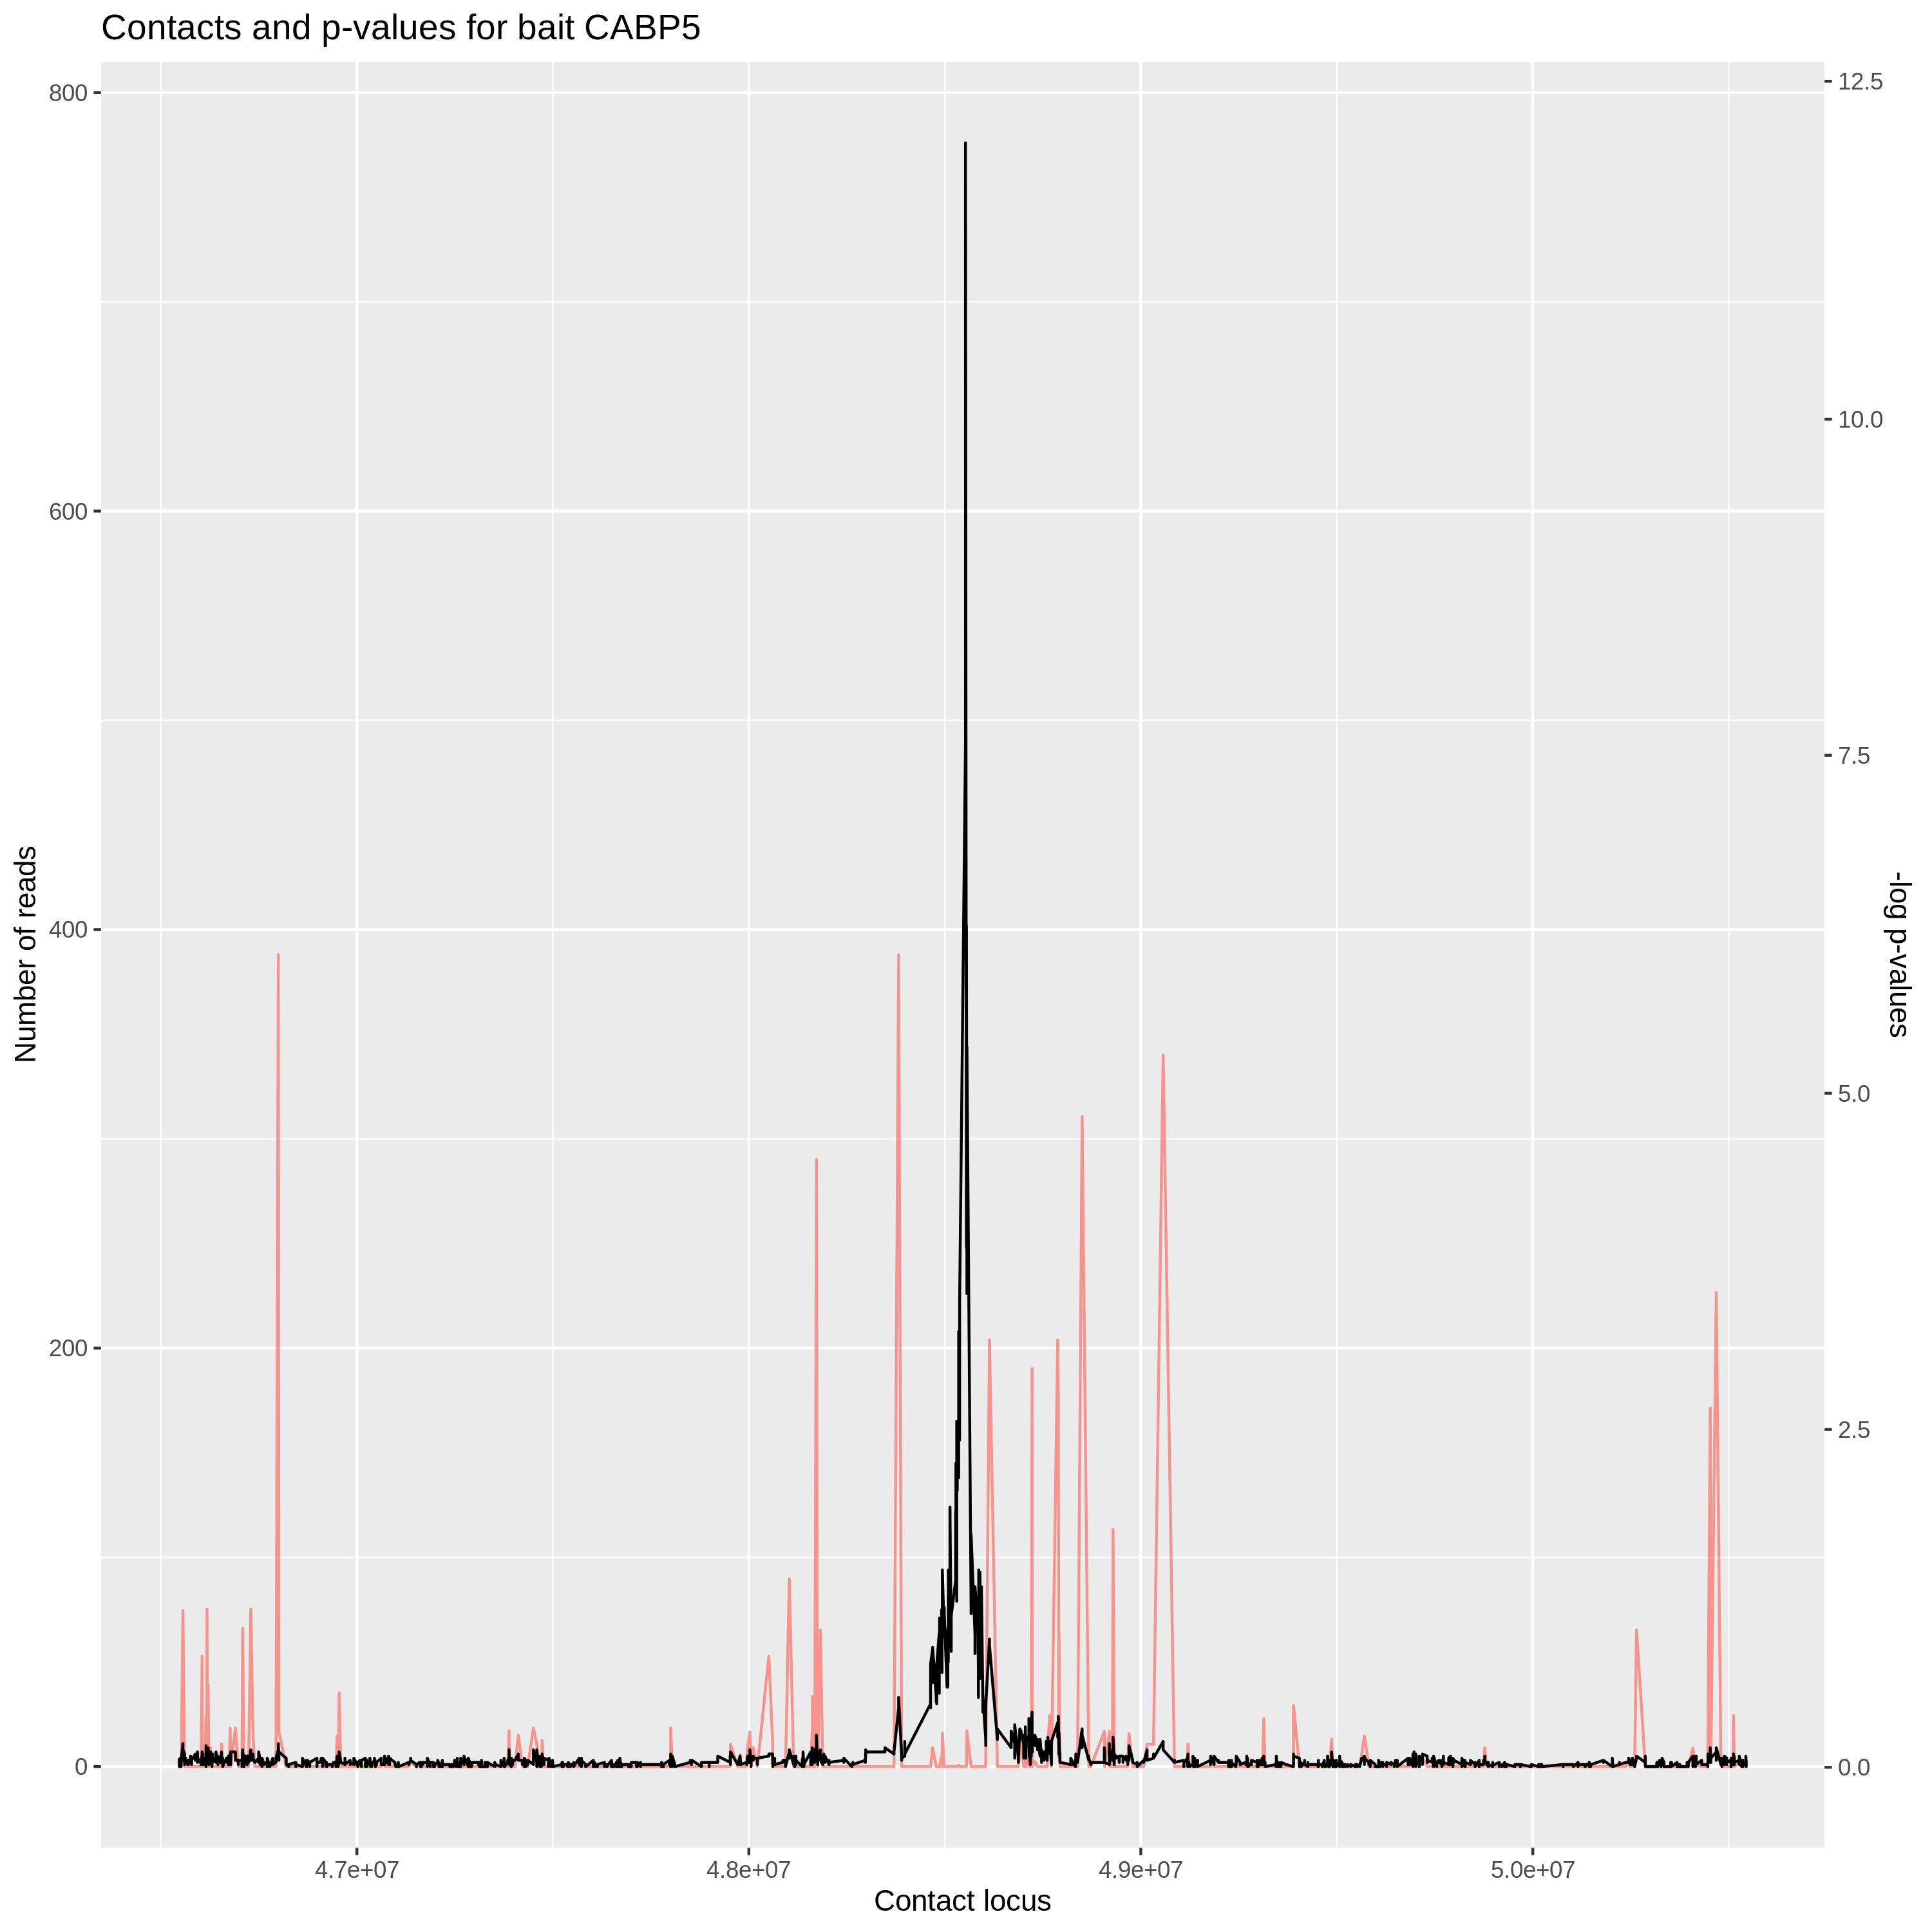 Contacts and p-values for bait CABP5
800
600
400
200
0
Number of reads
12.5
10.0
7.5
5.0
2.5
0.0
-log p-values
4.7e+07
4.8e+07
4.9e+07
5.0e+07
Contact locus